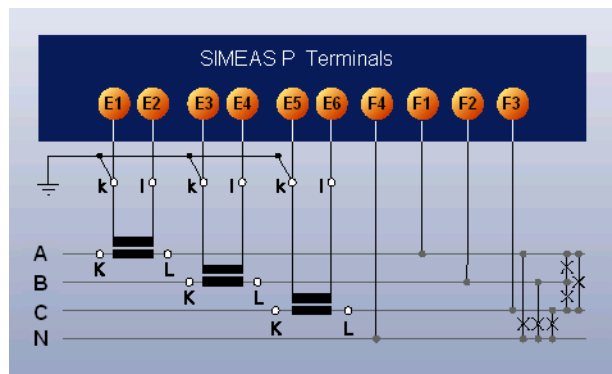 SIMEAS P Terminals
E1 E2 E3 E4 E5 E6 F4 F1 F2 F3
k l k l k l
A
K L
B
K L
C
K L
N